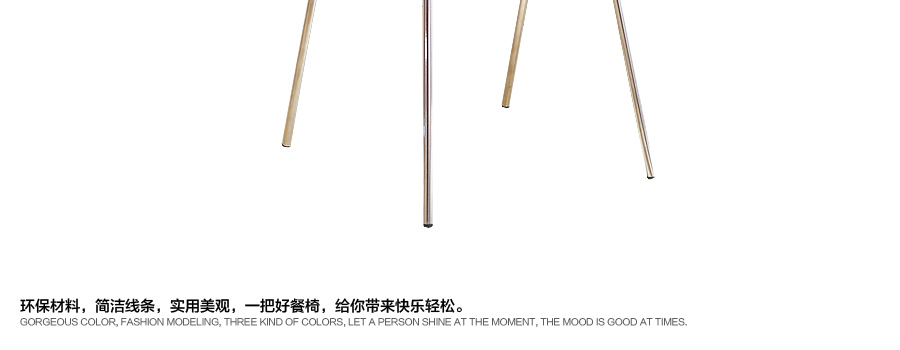 环保材料，简洁线条，实用美观，一把好餐椅，给你带来快乐轻松。
GORGEOUS COLOR, FASHION MODELING, THREE KIND OF COLORS, LET A PERSON SHINE AT THE MOMENT, THE MOOD IS GOOD AT TIMES.